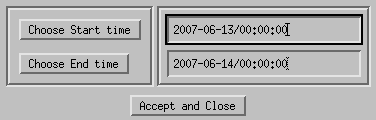 Choose Start time 2007-06-13/00:00:00
Choose End time 2007-06-14/00:00:00
Accept and Close